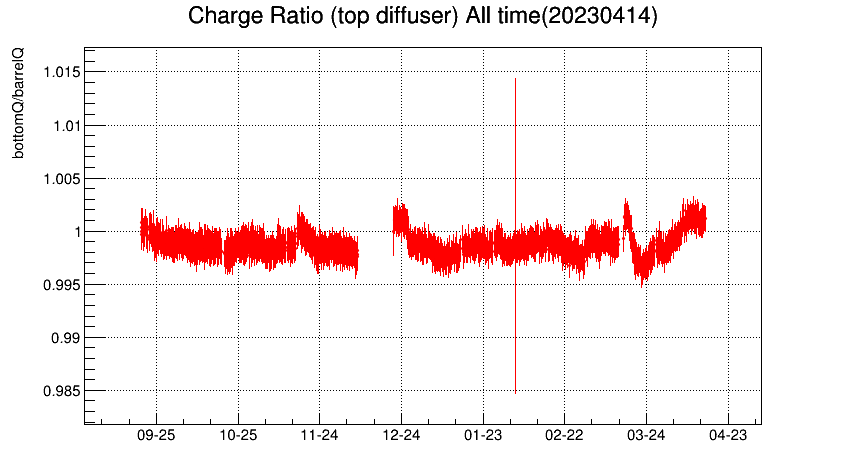 Charge Ratio (top diffuser) All time(20230414)
bottomQ/barrelQ
1.015
1.01
1.005
1
0.995
0.99
0.985
09-25 10-25 11-24 12-24 01-23 02-22 03-24 04-23